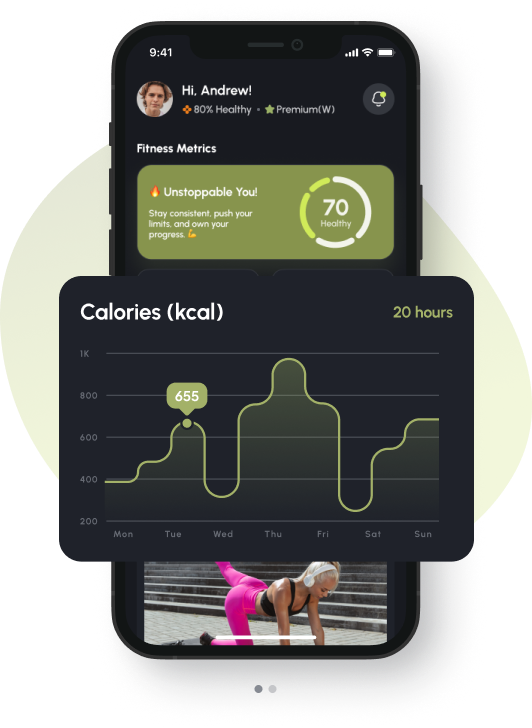 9:41
Hi, Andrew!
80% Healthy • Premium(W)
Fitness Metrics
🔥 Unstoppable You!
Stay consistent, push your
limits, and own your
progress. 💪
70
Healthy
Calories (kcal)
20 hours
1K
800
655
600
400
200
Mon Tue Wed Thu Fri Sat Sun